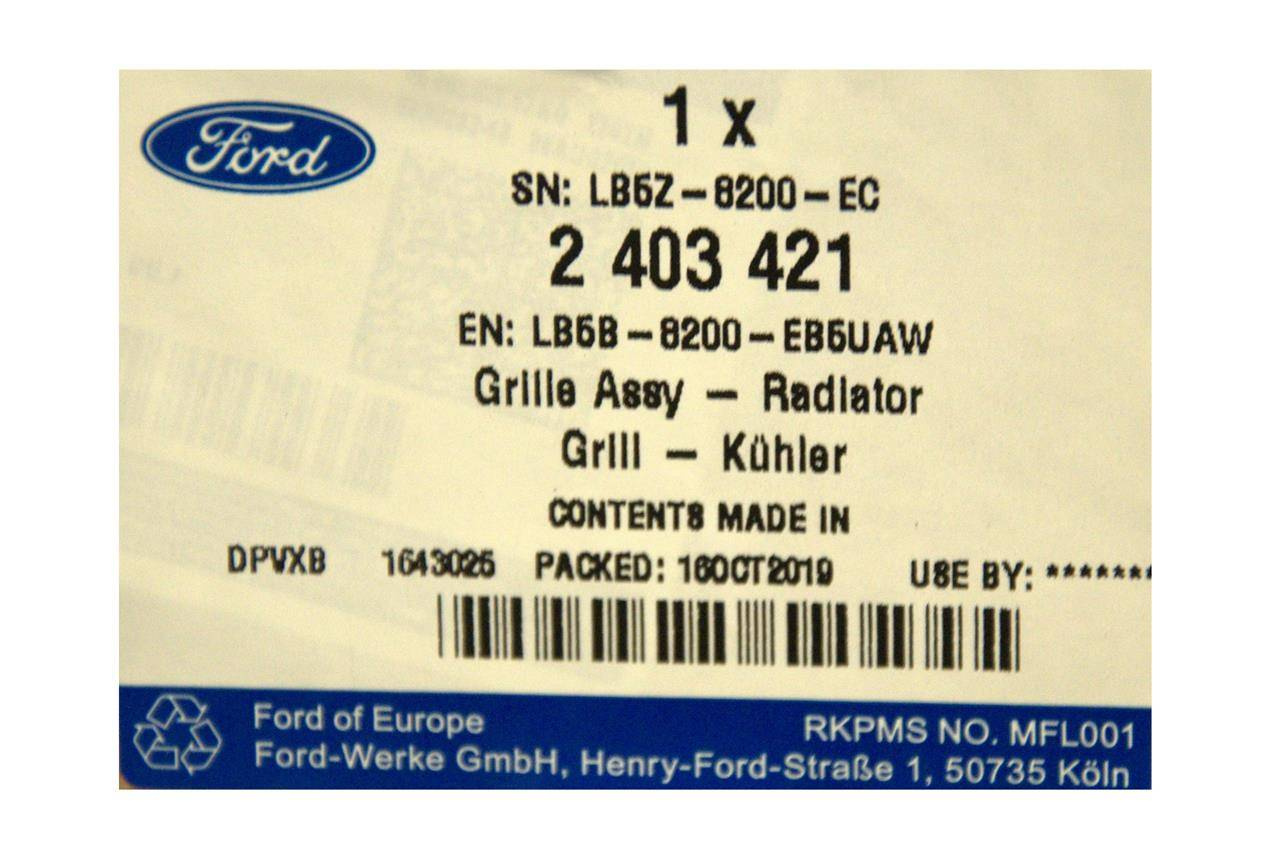 Ford
1 x
SN: LB5Z-8200-EC
2 403 421
EN: LB5B-8200-EB5UAW
Grille Assy - Radiator
Grill - Kühler
CONTENTS MADE IN
DPVXB 1643025 PACKED: 16OCT2019 USE BY: *******
Ford of Europe RKPMS NO. MFL001
Ford-Werke GmbH, Henry-Ford-Straße 1, 50735 Köln